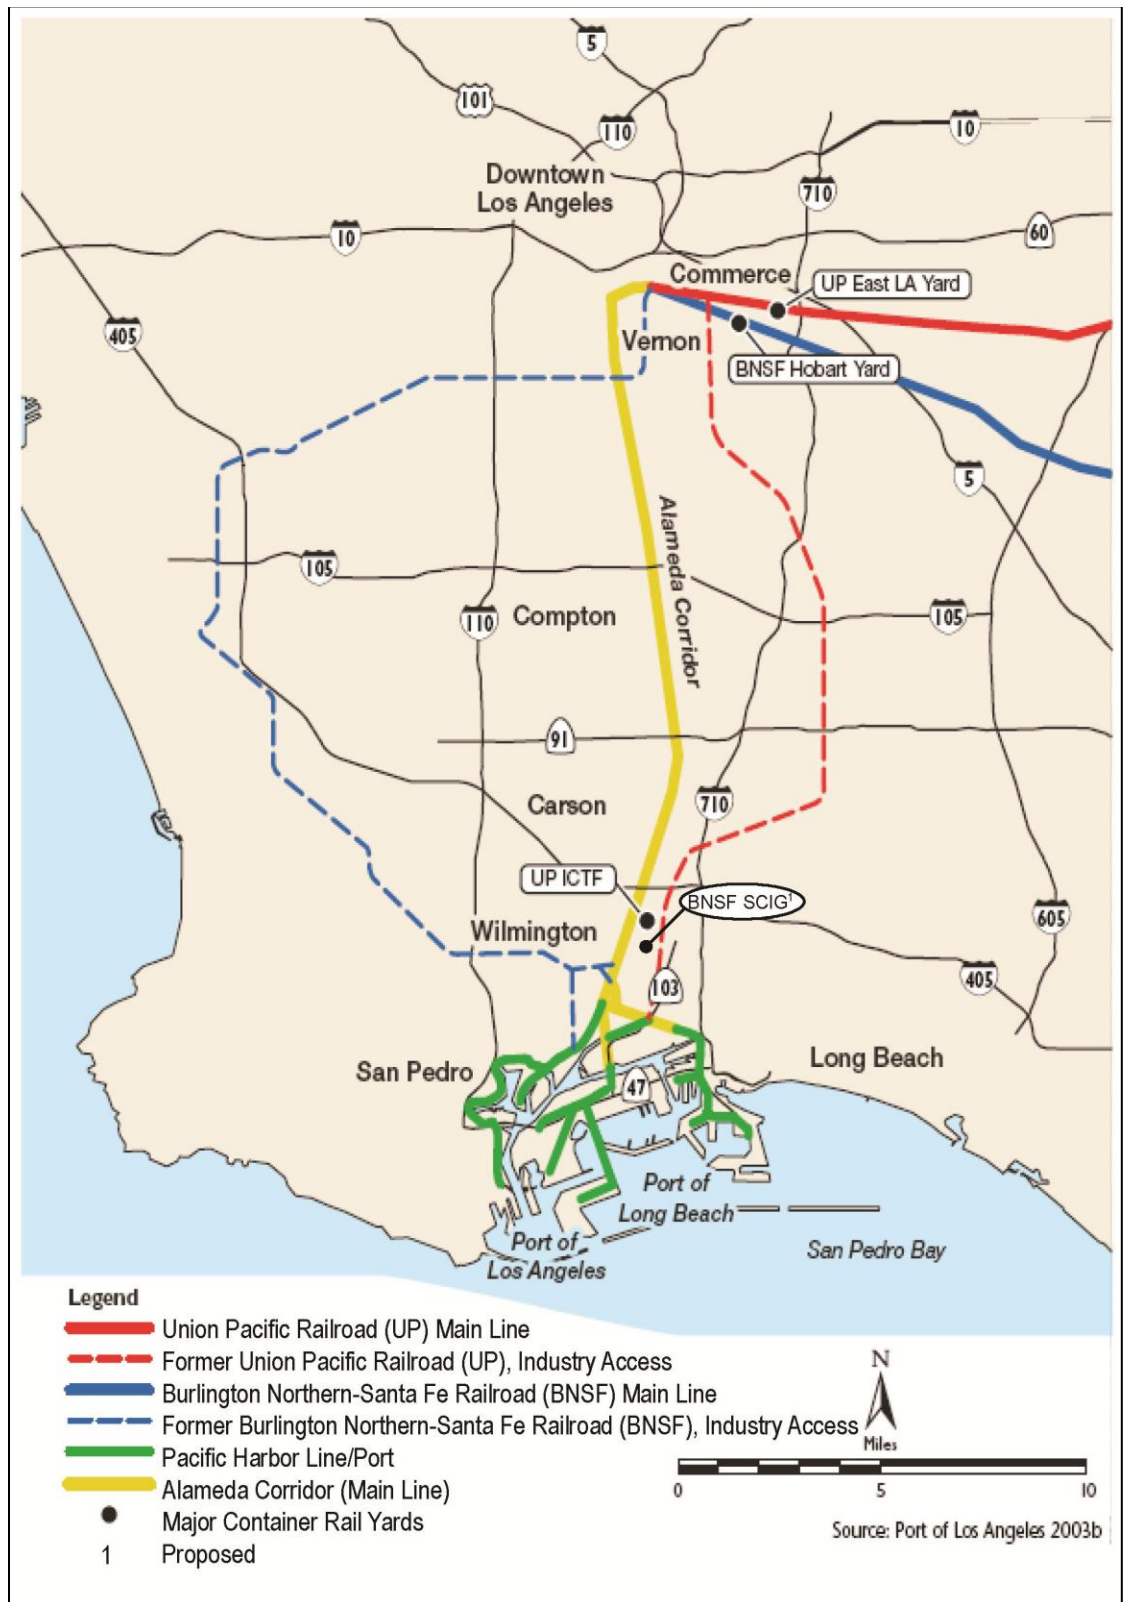 5
101
110
10
Downtown
Los Angeles
710
10
60
Commerce
UP East LA Yard
405
Vernon
BNSF Hobart Yard
5
Alameda Corridor
105
Compton
110
105
91
Carson
710
UP ICTF
BNSF SCIG¹
605
Wilmington
405
103
San Pedro
Long Beach
47
Port of
Long Beach
San Pedro Bay
Port of
Los Angeles
Legend
Union Pacific Railroad (UP) Main Line
Former Union Pacific Railroad (UP), Industry Access
Burlington Northern-Santa Fe Railroad (BNSF) Main Line
Former Burlington Northern-Santa Fe Railroad (BNSF), Industry Access
Pacific Harbor Line/Port
Alameda Corridor (Main Line)
Major Container Rail Yards
1 Proposed
N
Miles
0 5 10
Source: Port of Los Angeles 2003b